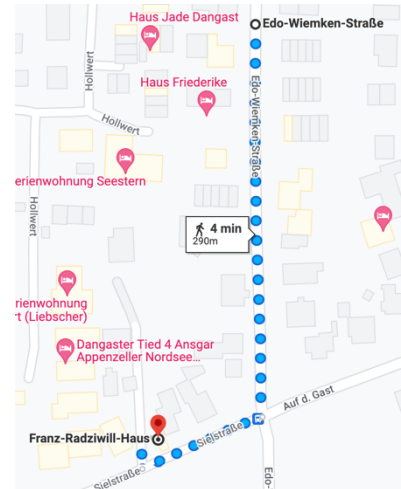 Haus Jade Dangast
Edo-Wiemken-Straße
Hollwert
Haus Friederike
Edo-Wiemken-Straße
Hollwert
erienwohnung Seestern
Hollwert
4 min
290m
rienwohnung
rt (Liebscher)
Dangaster Tied 4 Ansgar
Appenzeller Nordsee...
Auf d. Gast
Franz-Radziwill-Haus
Sielstraße
Sielstraße
Edo-